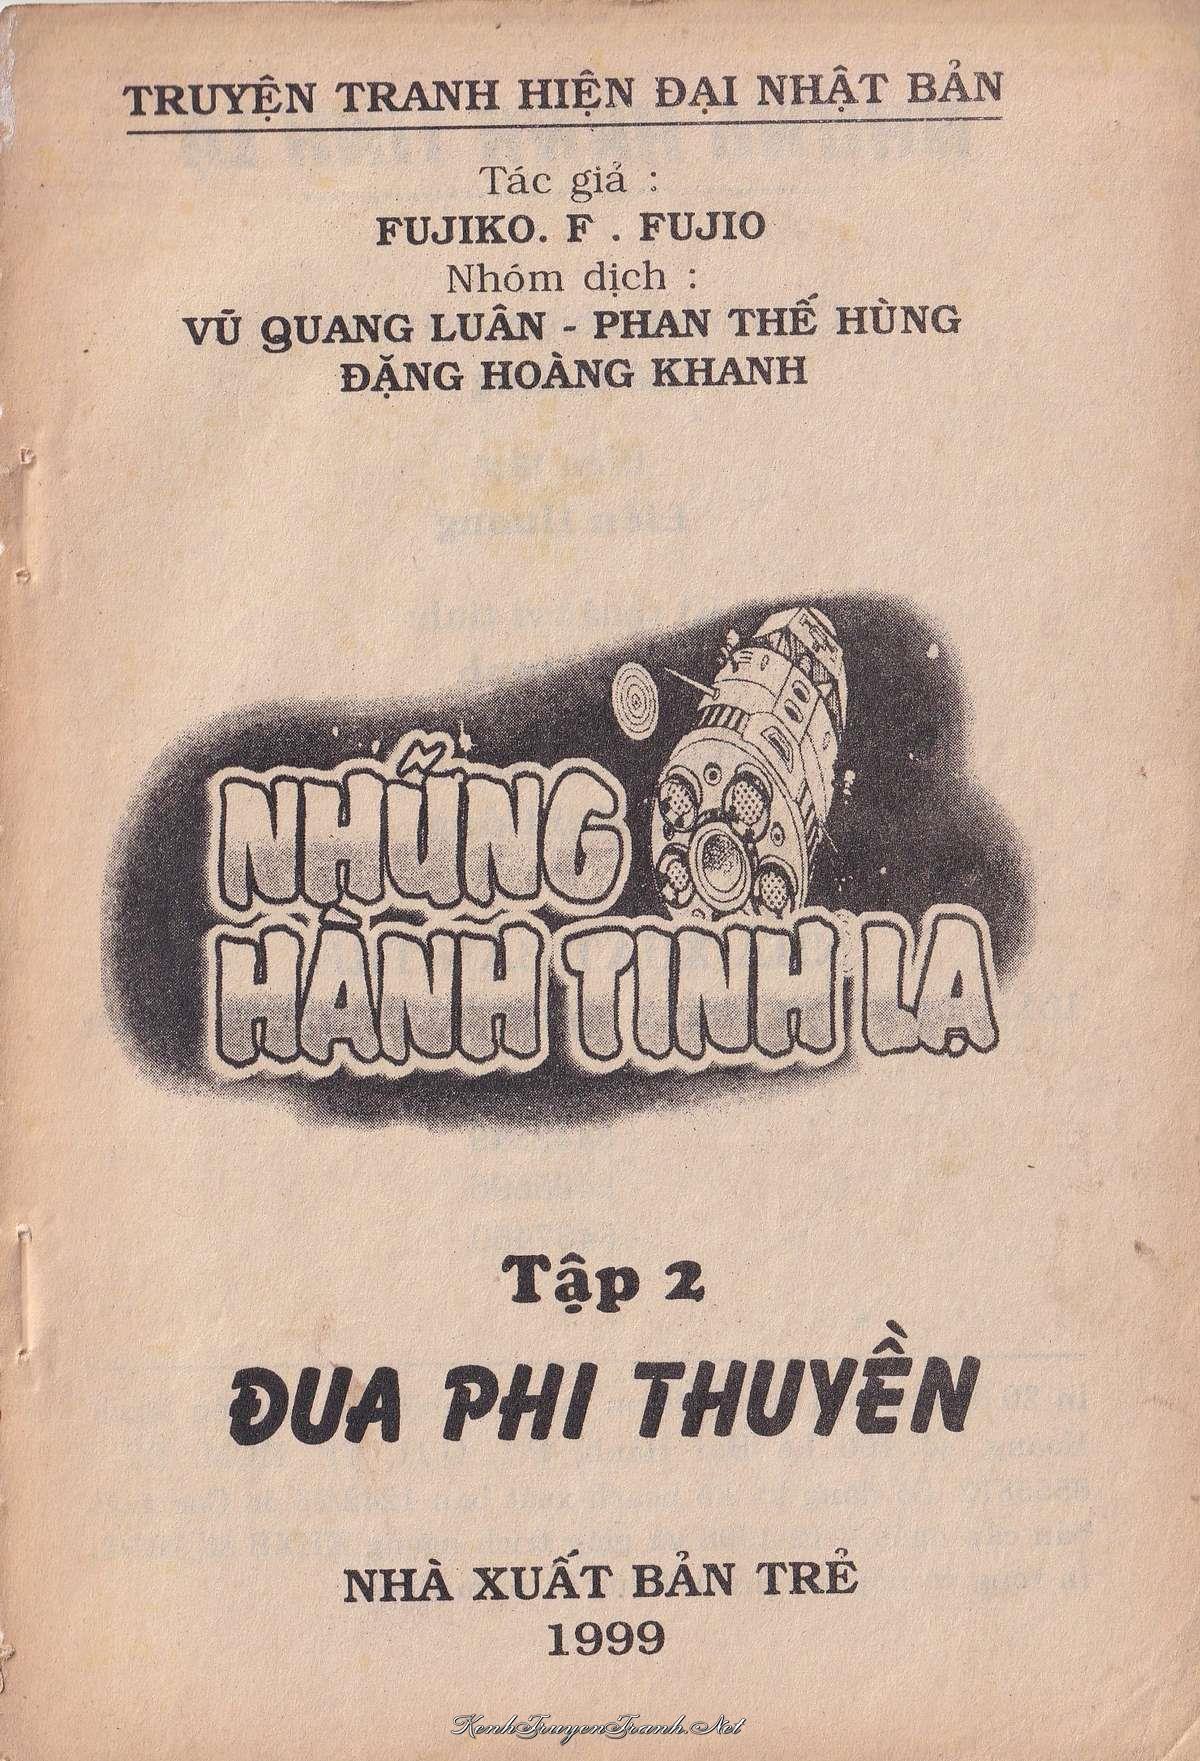 TRUYỆN TRANH HIỆN ĐẠI NHẬT BẢN
Tác giả :
FUJIKO. F . FUJIO
Nhóm dịch :
VŨ QUANG LUÂN - PHAN THẾ HÙNG
ĐẶNG HOÀNG KHANH
NHỮNG
HÀNH TINH LẠ
Tập 2
ĐUA PHI THUYỀN
NHÀ XUẤT BẢN TRẺ
1999
KenhTruyenTranh.Net